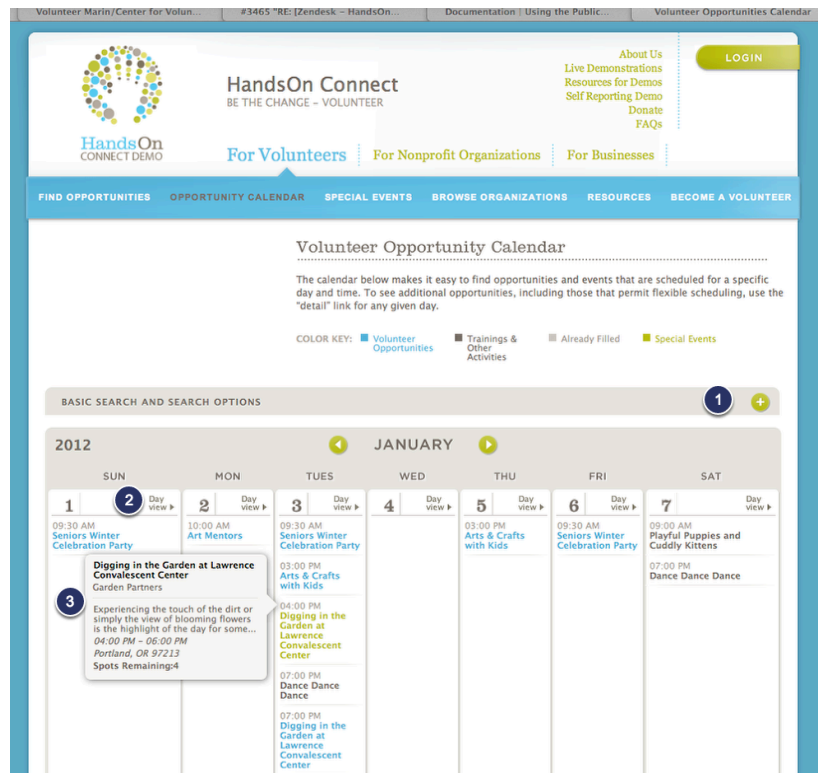 Volunteer Marin/Center for Volun...
#3465 "RE: [Zendesk – HandsOn...
Documentation | Using the Public...
Volunteer Opportunities Calendar
About Us
Live Demonstrations
Resources for Demos
Self Reporting Demo
Donate
FAQs
LOGIN
HandsOn Connect
BE THE CHANGE – VOLUNTEER
HandsOn
CONNECT DEMO
For Volunteers
For Nonprofit Organizations
For Businesses
FIND OPPORTUNITIES
OPPORTUNITY CALENDAR
SPECIAL EVENTS
BROWSE ORGANIZATIONS
RESOURCES
BECOME A VOLUNTEER
Volunteer Opportunity Calendar
The calendar below makes it easy to find opportunities and events that are scheduled for a specific
day and time. To see additional opportunities, including those that permit flexible scheduling, use the
"detail" link for any given day.
COLOR KEY:
Volunteer
Opportunities
Trainings &
Other
Activities
Already Filled
Special Events
BASIC SEARCH AND SEARCH OPTIONS
1
2012
JANUARY
SUN
MON
TUES
WED
THU
FRI
SAT
1
2
Day
view
09:30 AM
Seniors Winter
Celebration Party
2
Day
view
10:00 AM
Art Mentors
3
Day
view
09:30 AM
Seniors Winter
Celebration Party
03:00 PM
Arts & Crafts
with Kids
04:00 PM
Digging in the
Garden at
Lawrence
Convalescent
Center
07:00 PM
Dance Dance
Dance
07:00 PM
Digging in the
Garden at
Lawrence
Convalescent
Center
4
Day
view
5
Day
view
03:00 PM
Arts & Crafts
with Kids
6
Day
view
09:30 AM
Seniors Winter
Celebration Party
7
Day
view
09:00 AM
Playful Puppies and
Cuddly Kittens
07:00 PM
Dance Dance Dance
3
Digging in the Garden at Lawrence
Convalescent Center
Garden Partners
Experiencing the touch of the dirt or
simply the view of blooming flowers
is the highlight of the day for some...
04:00 PM – 06:00 PM
Portland, OR 97213
Spots Remaining:4